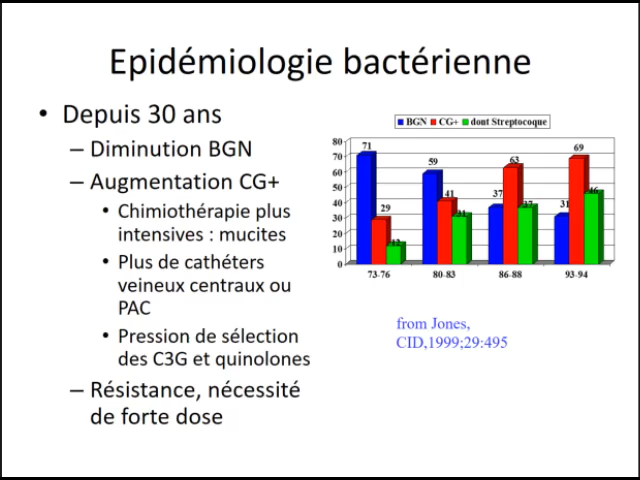 Epidémiologie bactérienne
• Depuis 30 ans
– Diminution BGN
– Augmentation CG+
• Chimiothérapie plus
intensives : mucites
• Plus de cathéters
veineux centraux ou
PAC
• Pression de sélection
des C3G et quinolones
– Résistance, nécessité
de forte dose
BGN CG+ dont Streptocoque
80
70
60
50
40
30
20
10
0
71 29 12
59 41 31
37 63 37
31 69 46
73-76 80-83 86-88 93-94
from Jones,
CID,1999;29:495